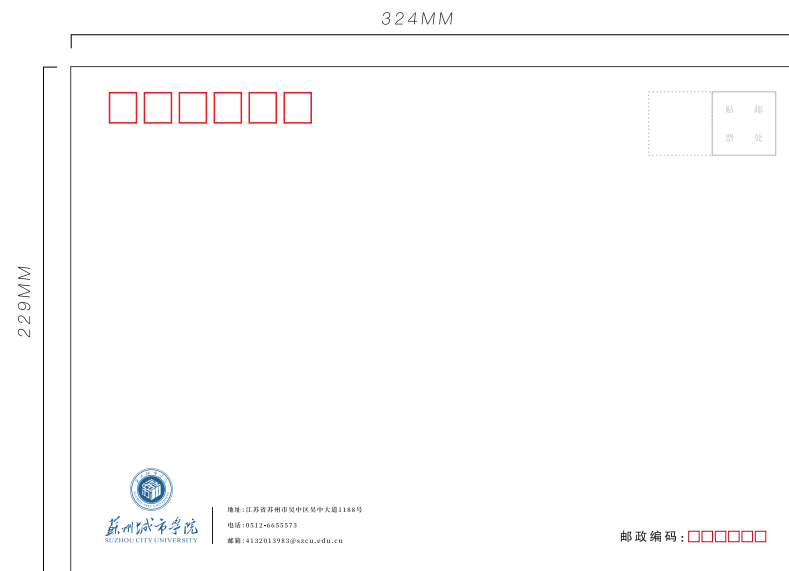 324MM
229MM
贴 邮
票 处
蘇州城市学院
SUZHOU CITY UNIVERSITY
地址:江苏省苏州市吴中区吴中大道1188号
电话:0512-6655573
邮箱:4132013983@szcu.edu.cn
邮政编码: